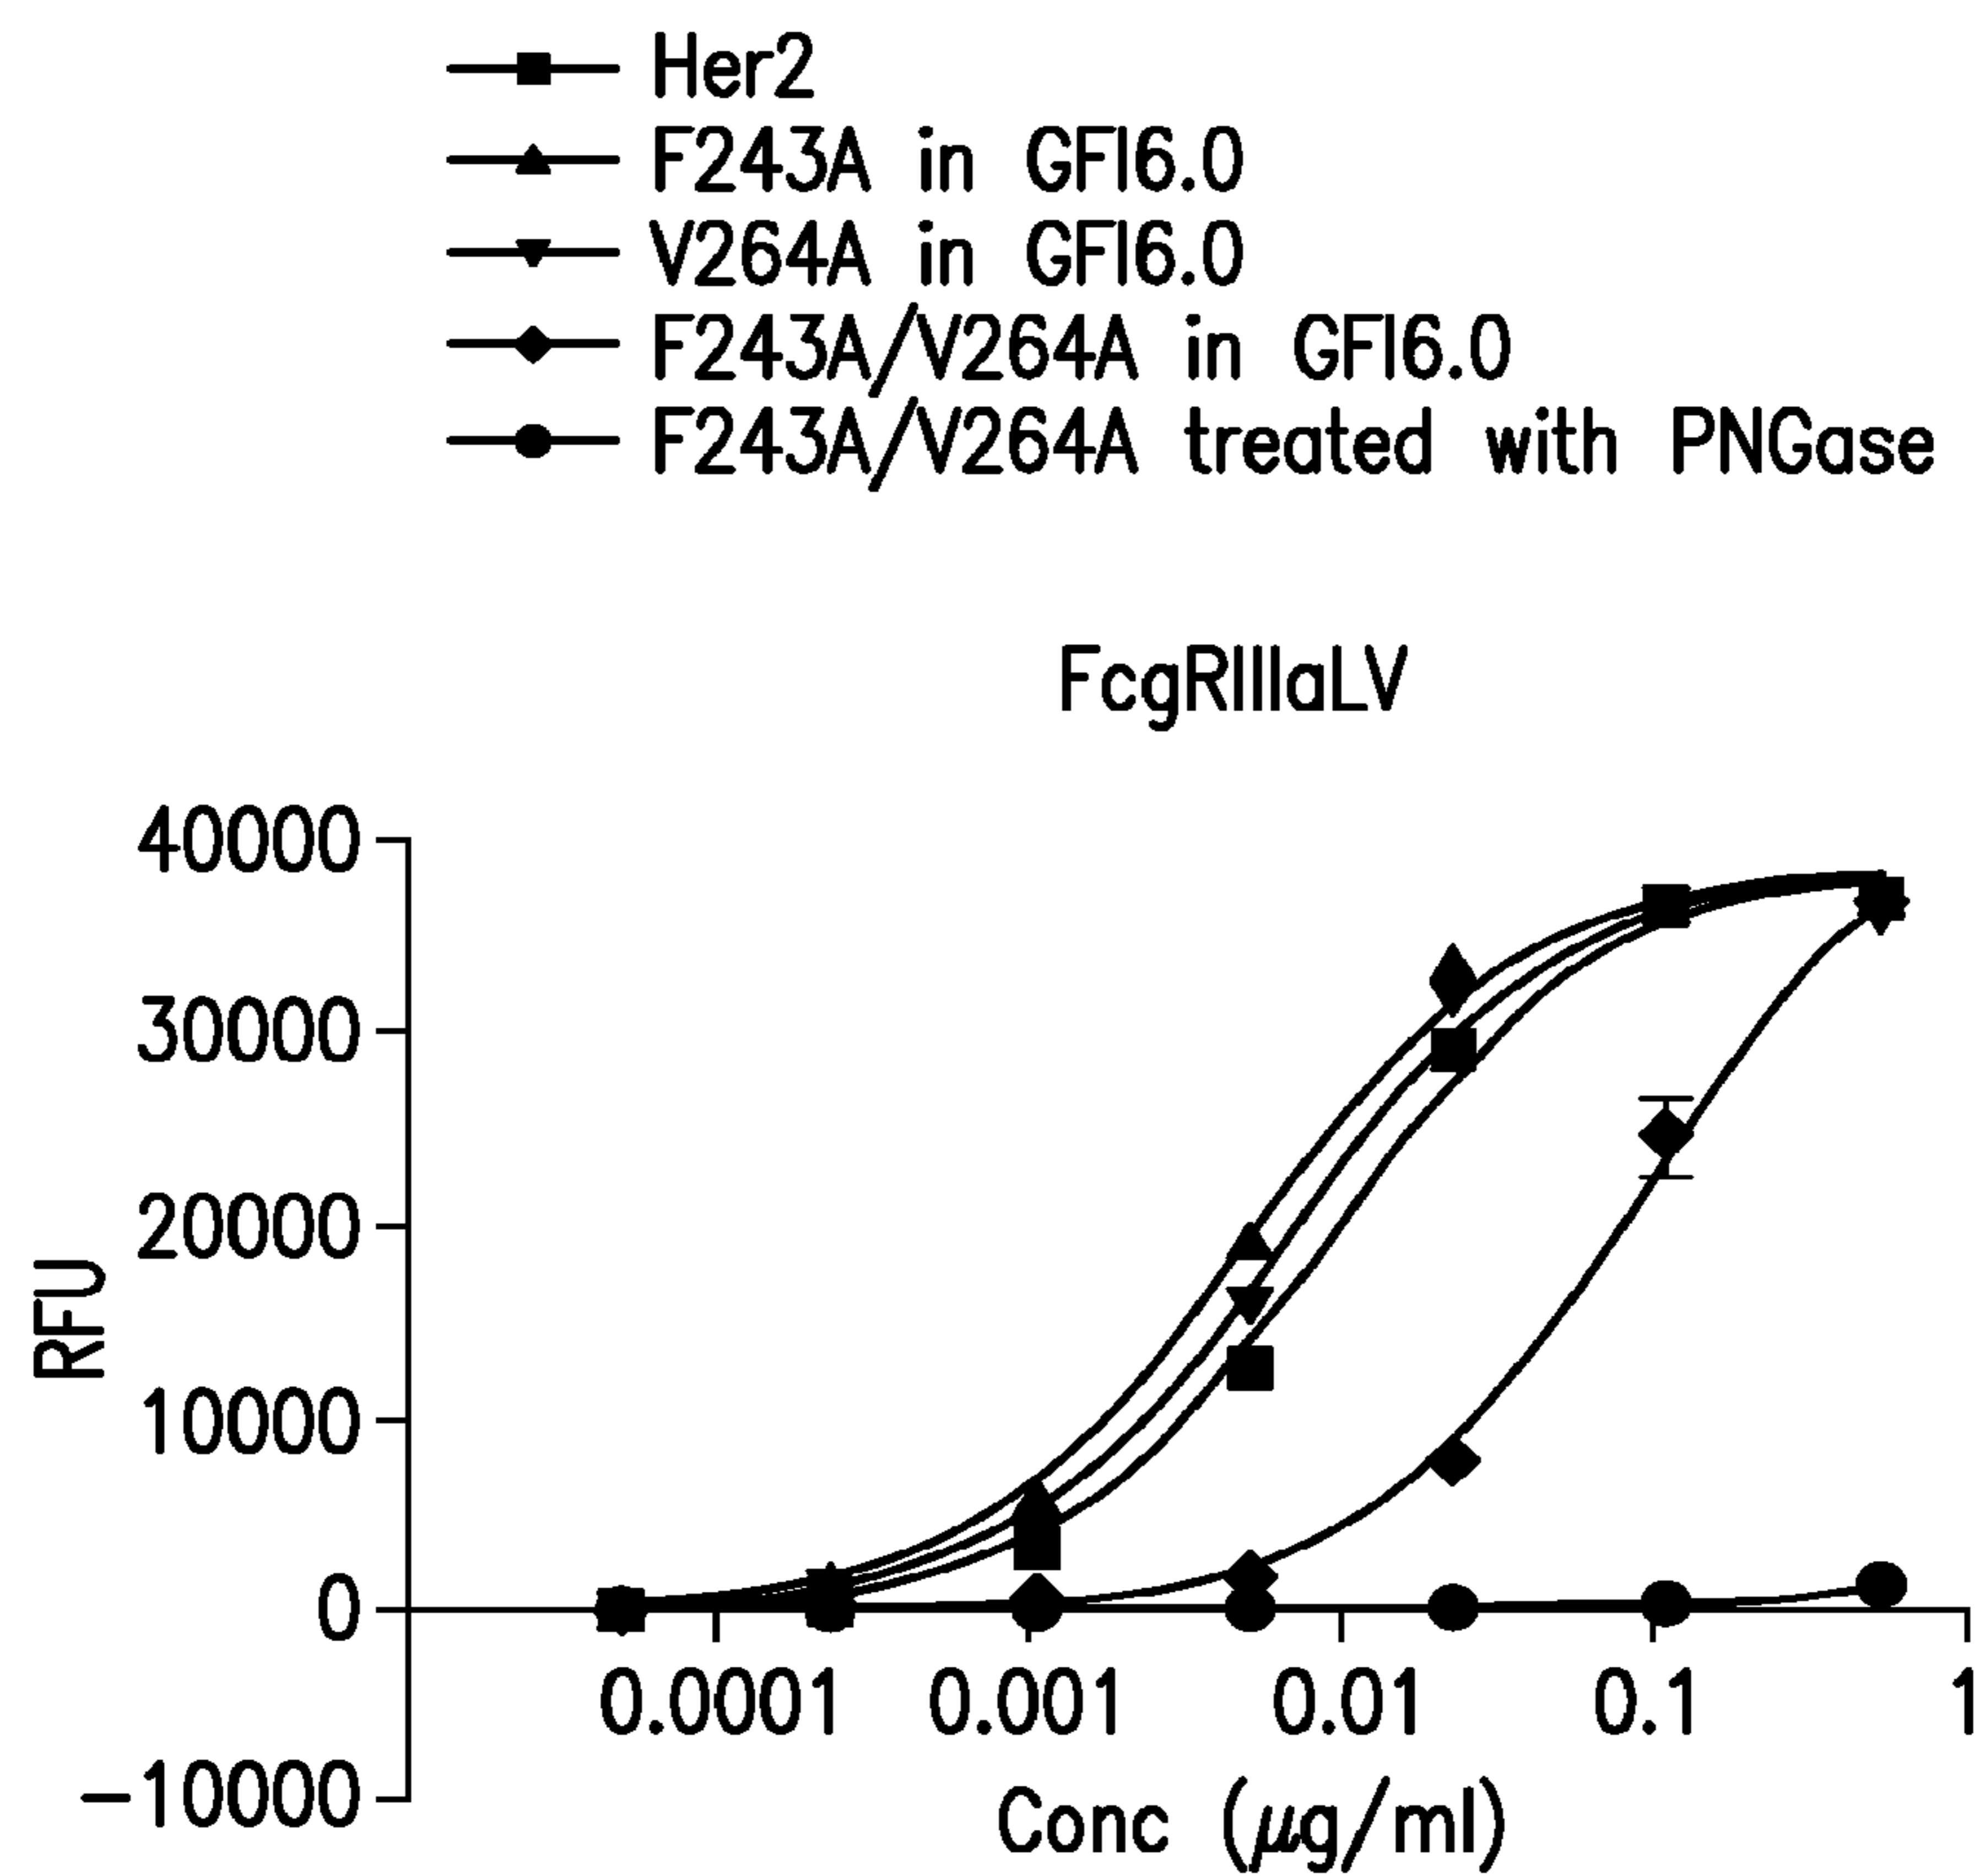 Her2
F243A in GFI6.0
V264A in GFI6.0
F243A/V264A in GFI6.0
F243A/V264A treated with PNGase
FcgRIIIaLV
40000
30000
20000
10000
0
-10000
RFU
0.0001 0.001 0.01 0.1 1
Conc (μg/ml)